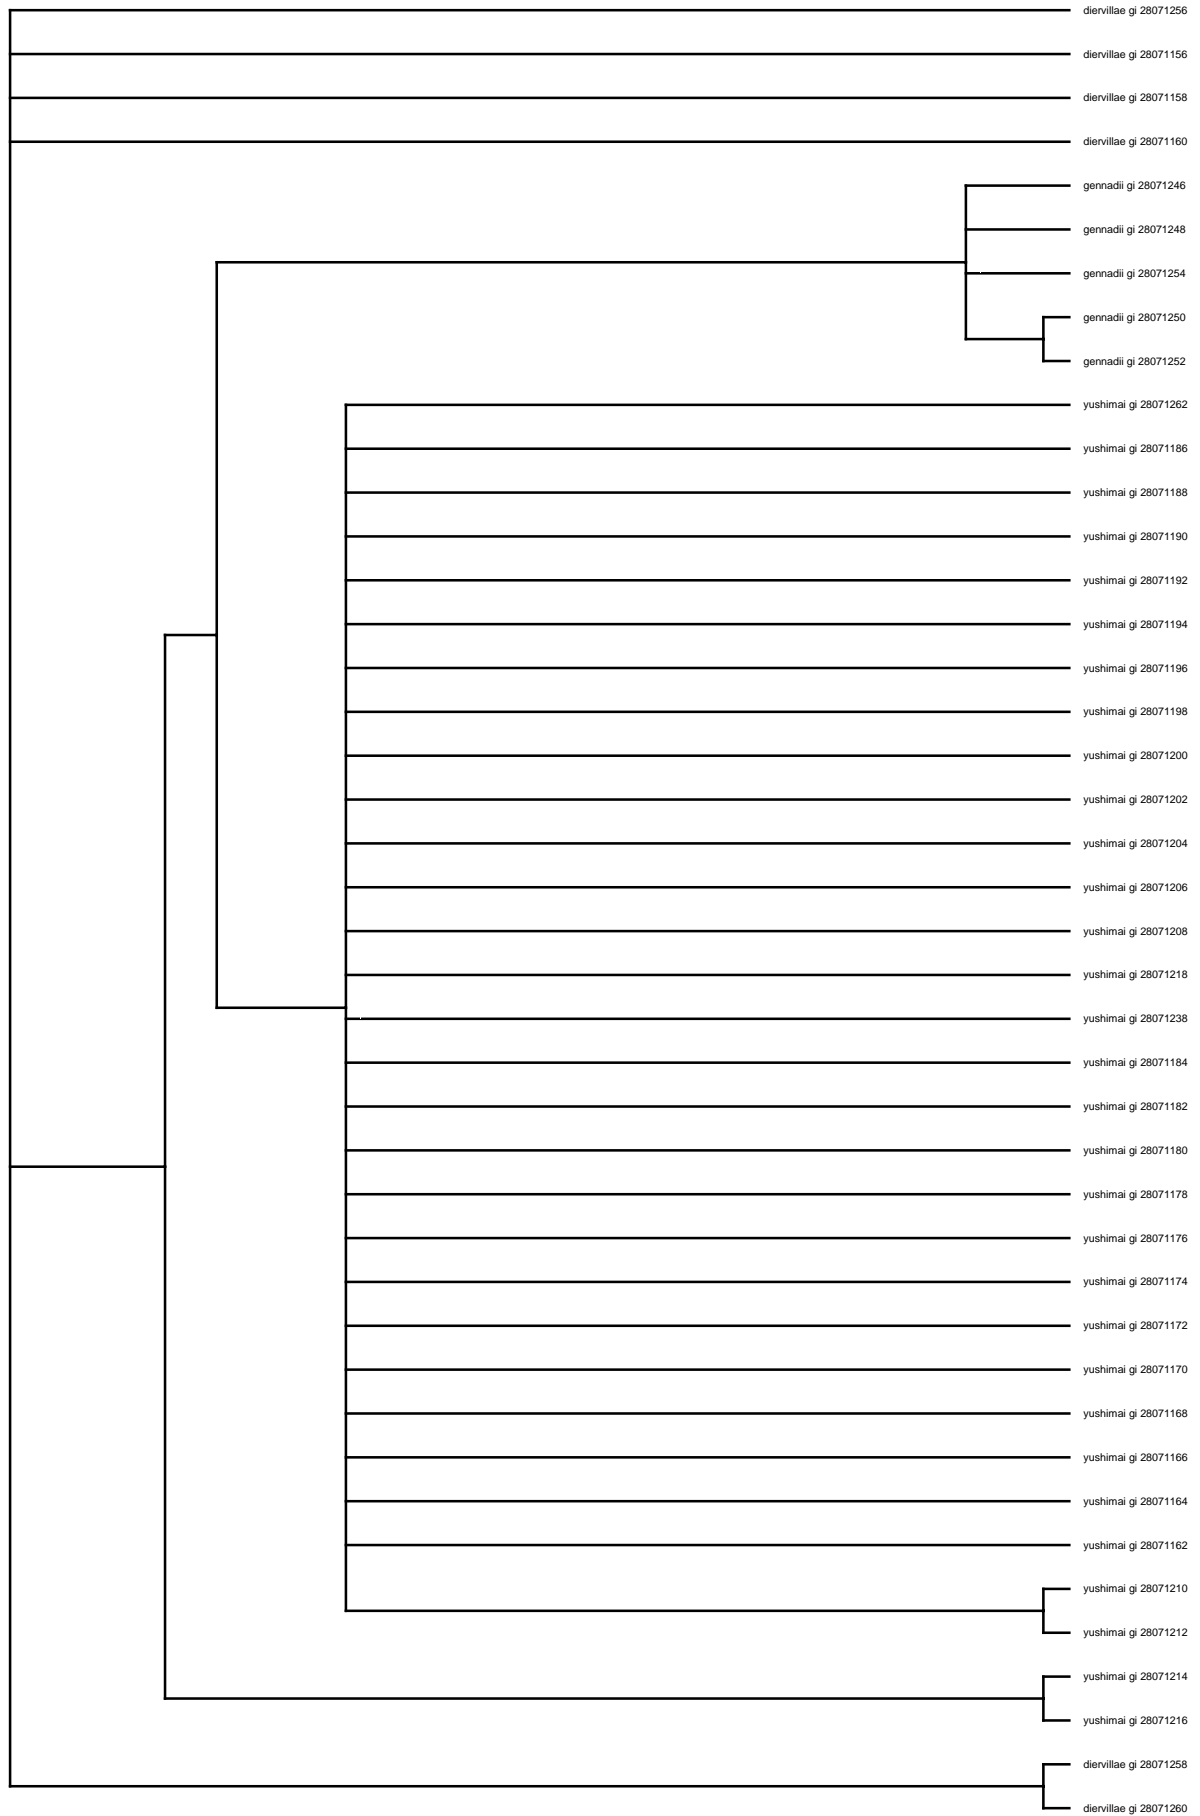 diervillae gi 28071256
diervillae gi 28071156
diervillae gi 28071158
diervillae gi 28071160
gennadii gi 28071246
gennadii gi 28071248
gennadii gi 28071254
gennadii gi 28071250
gennadii gi 28071252
yushimai gi 28071262
yushimai gi 28071186
yushimai gi 28071188
yushimai gi 28071190
yushimai gi 28071192
yushimai gi 28071194
yushimai gi 28071196
yushimai gi 28071198
yushimai gi 28071200
yushimai gi 28071202
yushimai gi 28071204
yushimai gi 28071206
yushimai gi 28071208
yushimai gi 28071218
yushimai gi 28071238
yushimai gi 28071184
yushimai gi 28071182
yushimai gi 28071180
yushimai gi 28071178
yushimai gi 28071176
yushimai gi 28071174
yushimai gi 28071172
yushimai gi 28071170
yushimai gi 28071168
yushimai gi 28071166
yushimai gi 28071164
yushimai gi 28071162
yushimai gi 28071210
yushimai gi 28071212
yushimai gi 28071214
yushimai gi 28071216
diervillae gi 28071258
diervillae gi 28071260